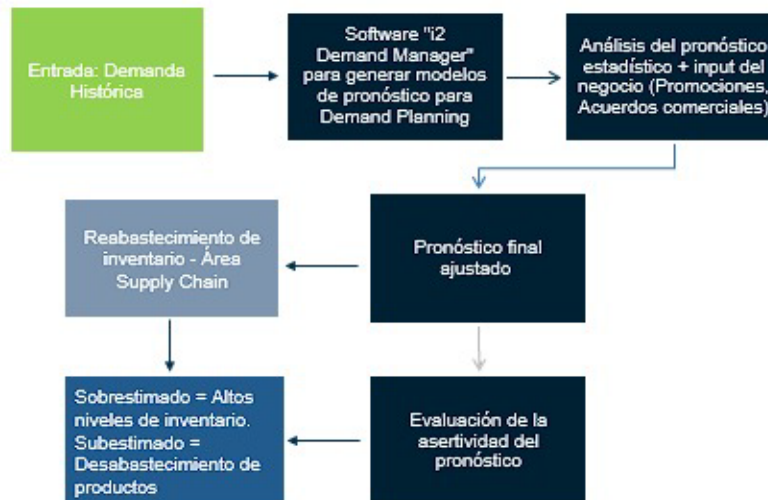 Entrada: Demanda
Histórica
Software "i2
Demand Manager"
para generar modelos
de pronóstico para
Demand Planning
Análisis del pronóstico
estadístico + input del
negocio (Promociones,
Acuerdos comerciales)
Reabastecimiento de
inventario - Área
Supply Chain
Pronóstico final
ajustado
Sobrestimado = Altos
niveles de inventario.
Subestimado =
Desabastecimiento de
productos
Evaluación de la
asertividad del
pronóstico